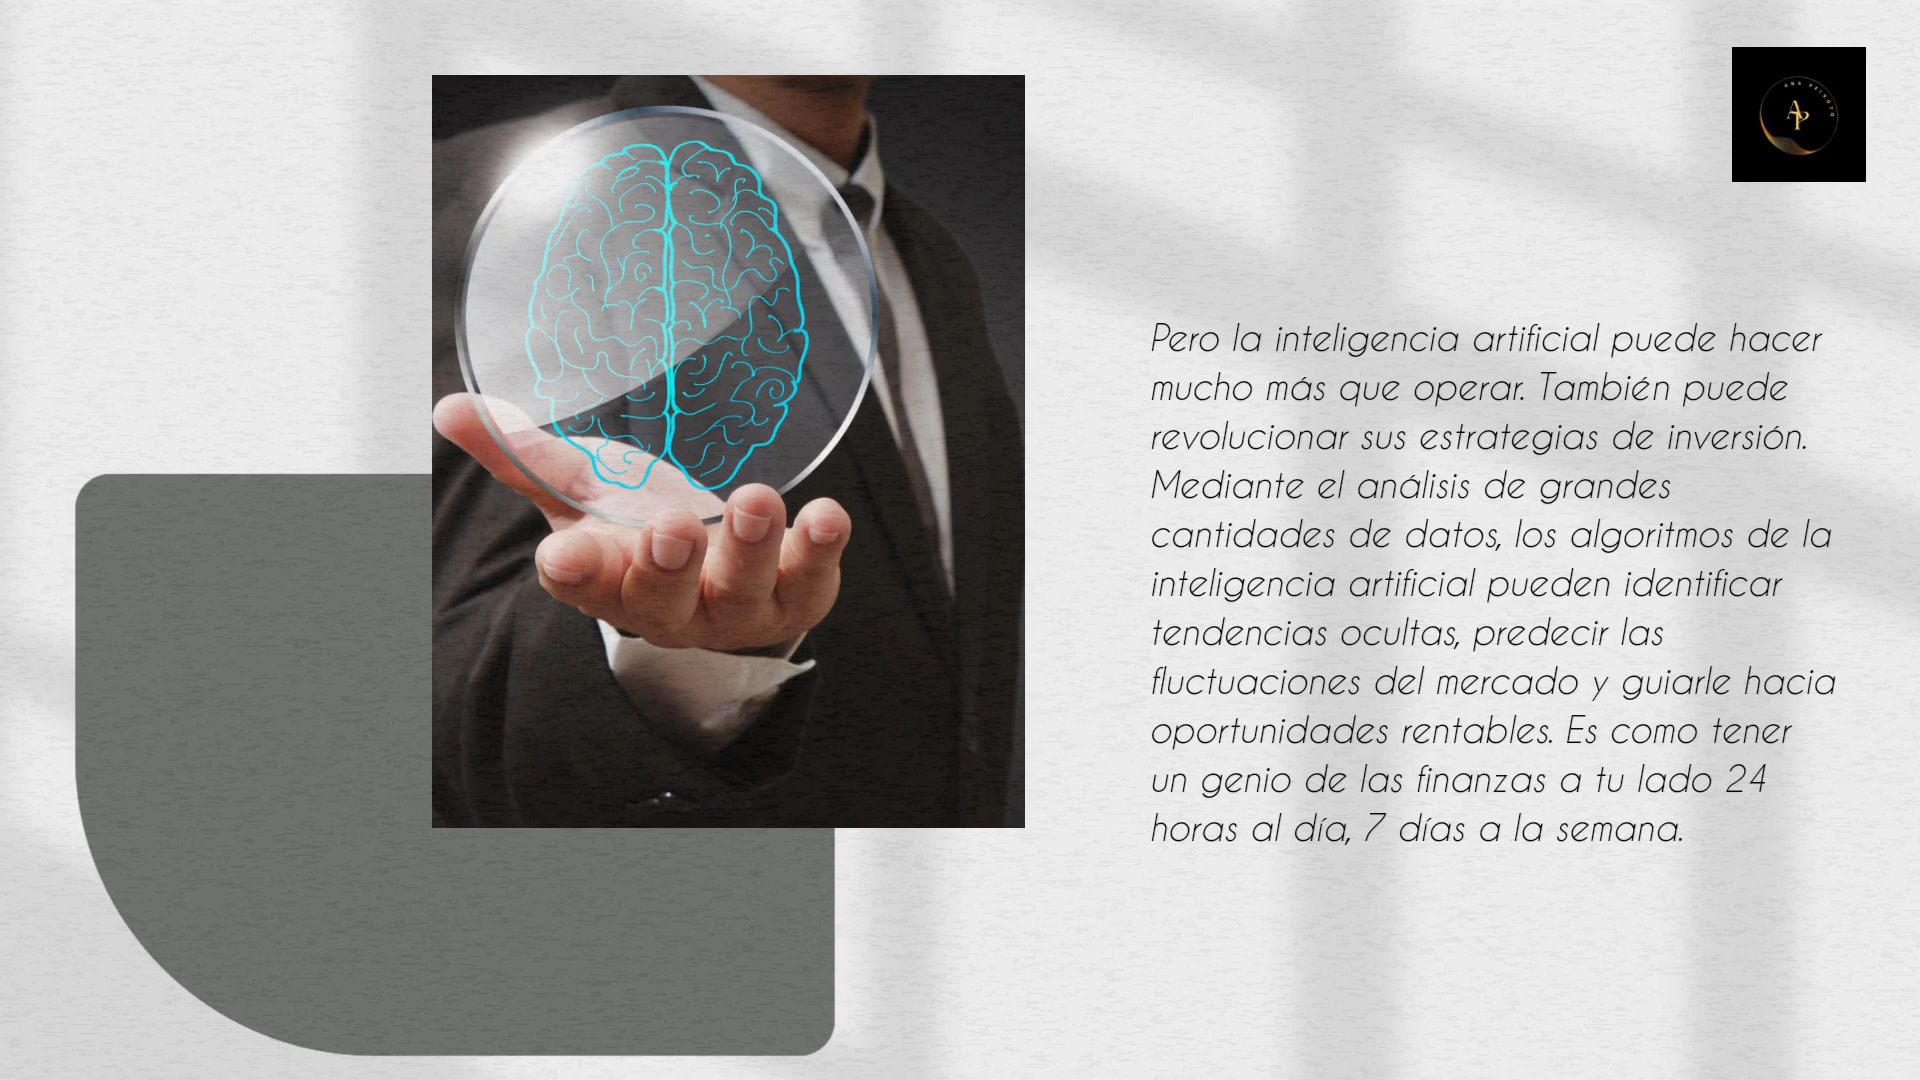 ANA PEIXOTO
AP
Pero la inteligencia artificial puede hacer
mucho más que operar. También puede
revolucionar sus estrategias de inversión.
Mediante el análisis de grandes
cantidades de datos, los algoritmos de la
inteligencia artificial pueden identificar
tendencias ocultas, predecir las
fluctuaciones del mercado y guiarle hacia
oportunidades rentables. Es como tener
un genio de las finanzas a tu lado 24
horas al día, 7 días a la semana.